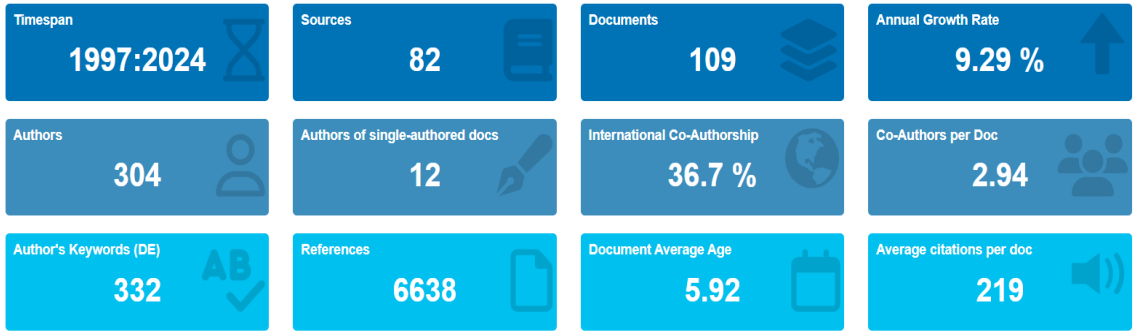 Timespan
1997:2024
Sources
82
Documents
109
Annual Growth Rate
9.29 %
Authors
304
Authors of single-authored docs
12
International Co-Authorship
36.7 %
Co-Authors per Doc
2.94
Author's Keywords (DE)
332
AB
References
6638
Document Average Age
5.92
Average citations per doc
219